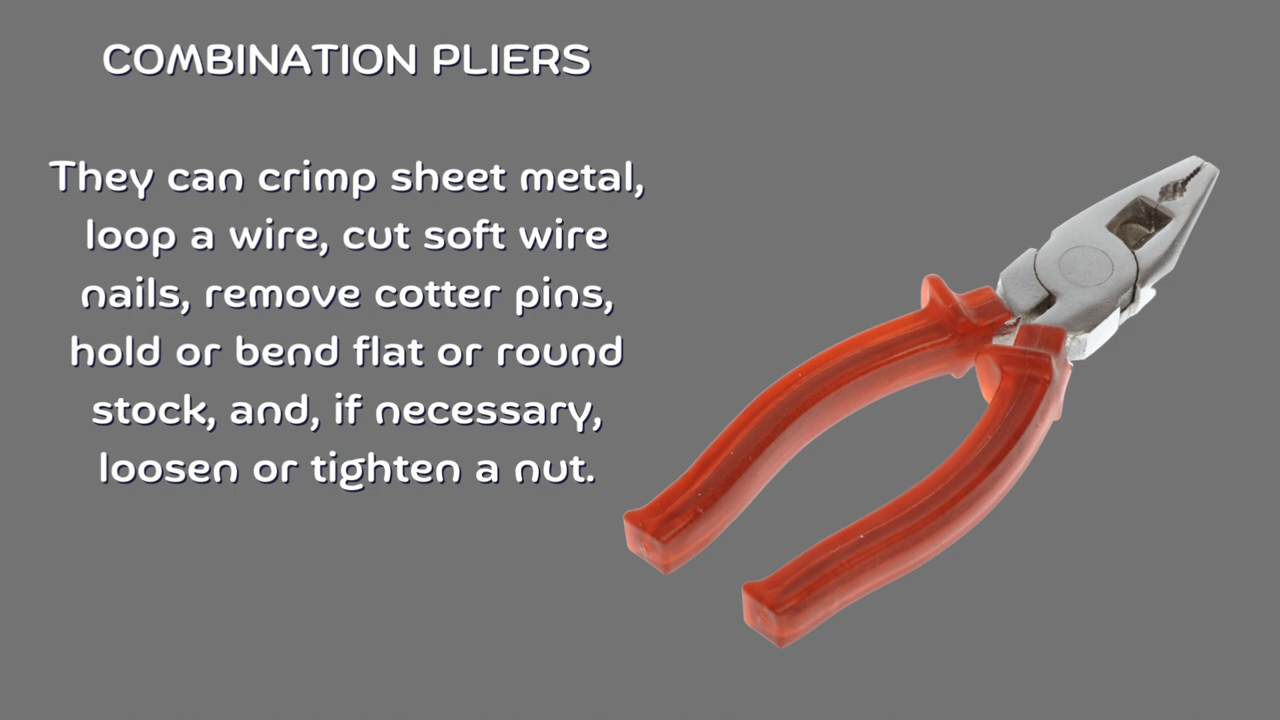 COMBINATION PLIERS
They can crimp sheet metal,
loop a wire, cut soft wire
nails, remove cotter pins,
hold or bend flat or round
stock, and, if necessary,
loosen or tighten a nut.